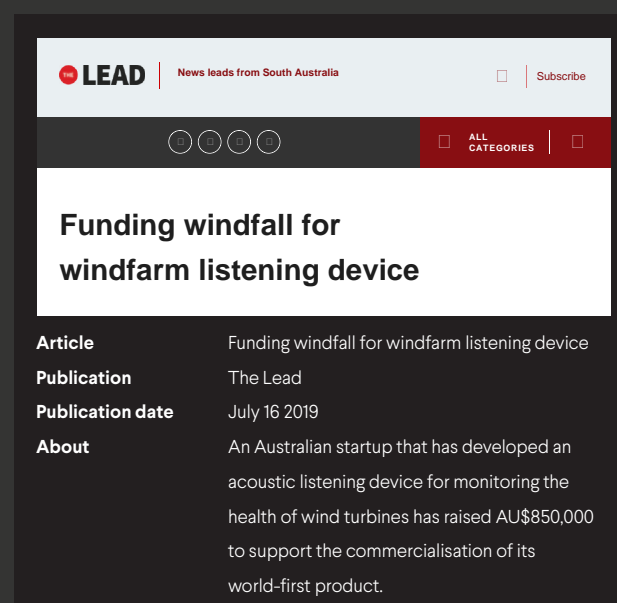 THE LEAD
News leads from South Australia
Subscribe
ALL
CATEGORIES
Funding windfall for
windfarm listening device
Article Funding windfall for windfarm listening device
Publication The Lead
Publication date July 16 2019
About An Australian startup that has developed an
acoustic listening device for monitoring the
health of wind turbines has raised AU$850,000
to support the commercialisation of its
world-first product.